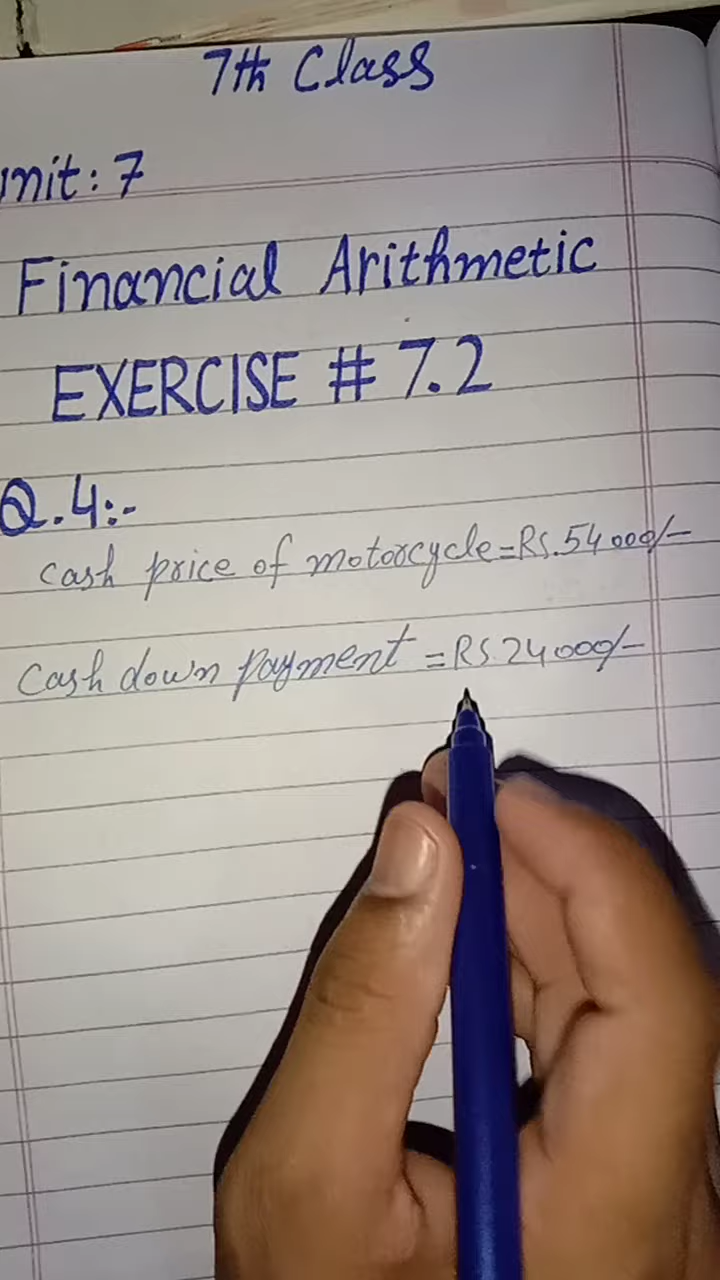 7th Class
Unit: 7
Financial Arithmetic
EXERCISE # 7.2
Q.4:-
Cash price of motorcycle=Rs.54000/-
Cash down payment =RS.24000/-